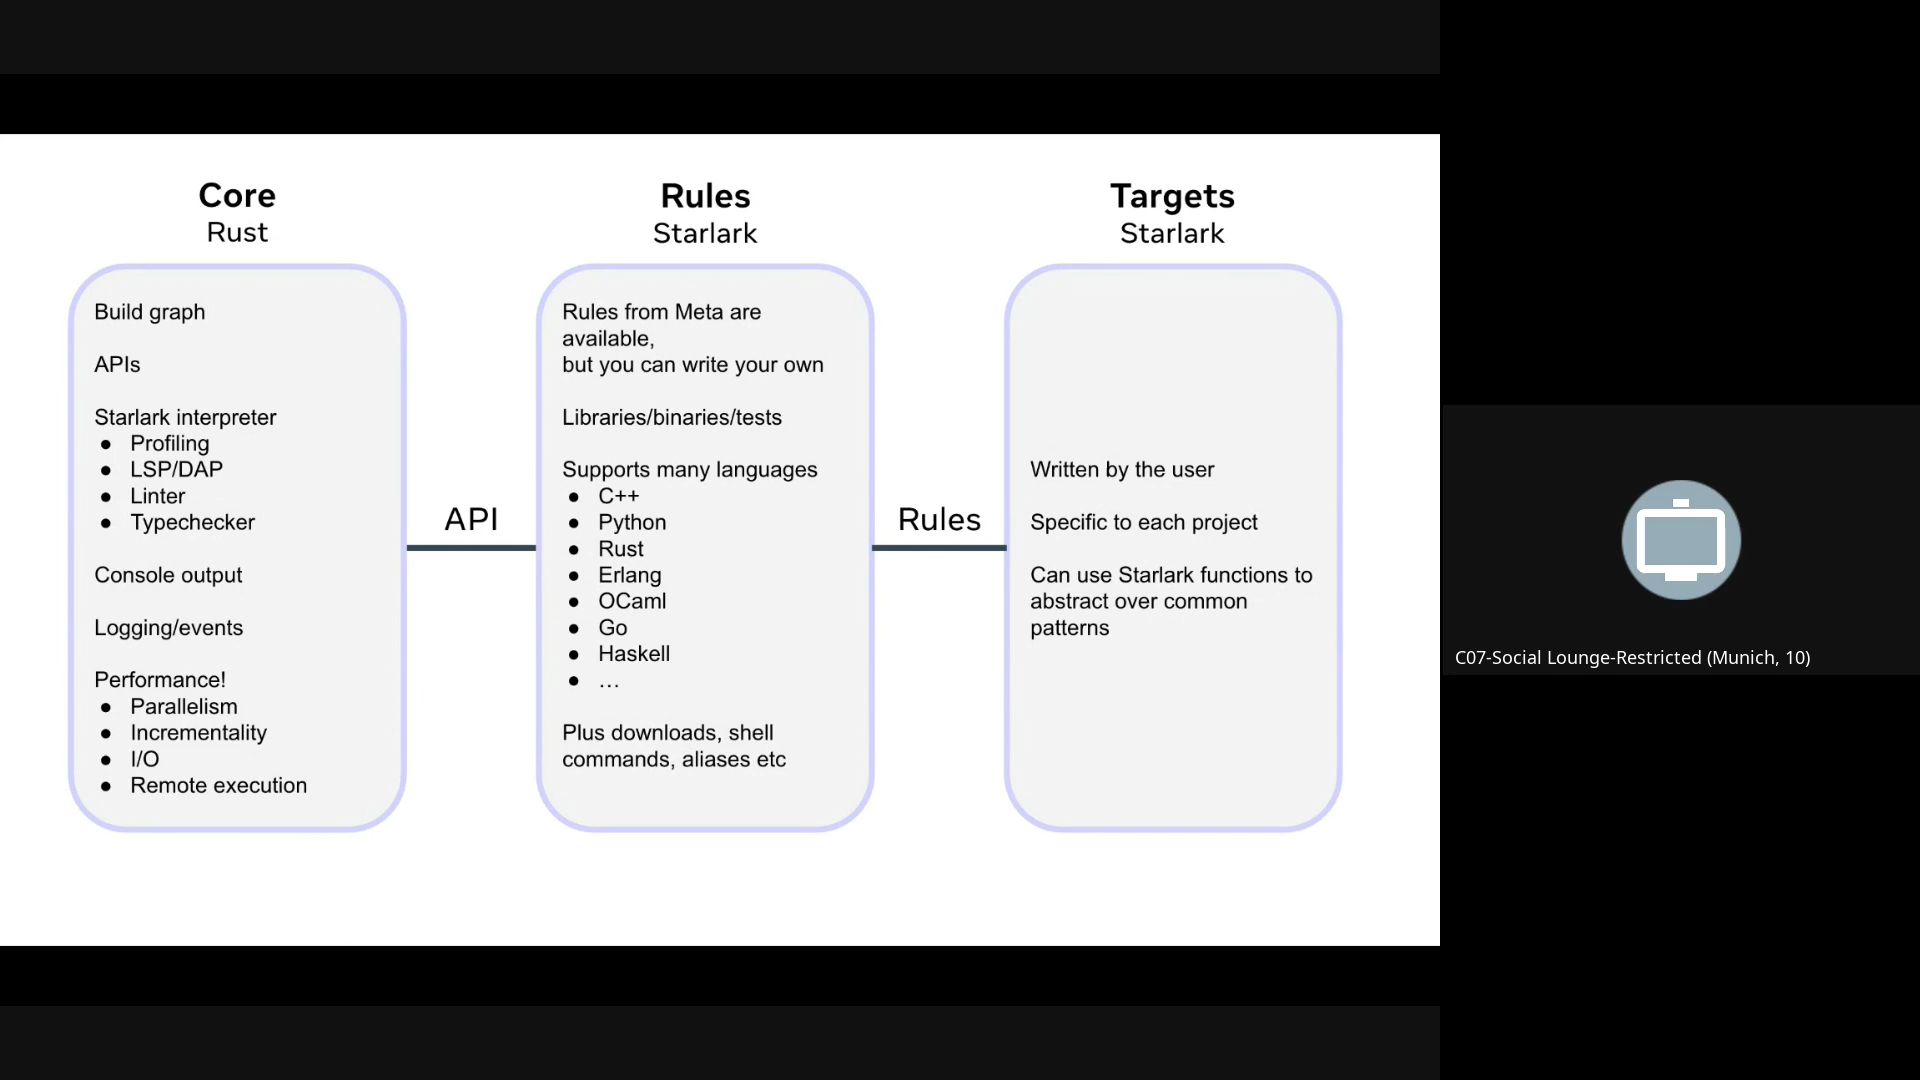 Core
Rust
Build graph
APIs
Starlark interpreter
● Profiling
● LSP/DAP
● Linter
● Typechecker
Console output
Logging/events
Performance!
● Parallelism
● Incrementality
● I/O
● Remote execution
API
Rules
Starlark
Rules from Meta are
available,
but you can write your own
Libraries/binaries/tests
Supports many languages
● C++
● Python
● Rust
● Erlang
● OCaml
● Go
● Haskell
● …
Plus downloads, shell
commands, aliases etc
Rules
Targets
Starlark
Written by the user
Specific to each project
Can use Starlark functions to
abstract over common
patterns
C07-Social Lounge-Restricted (Munich, 10)